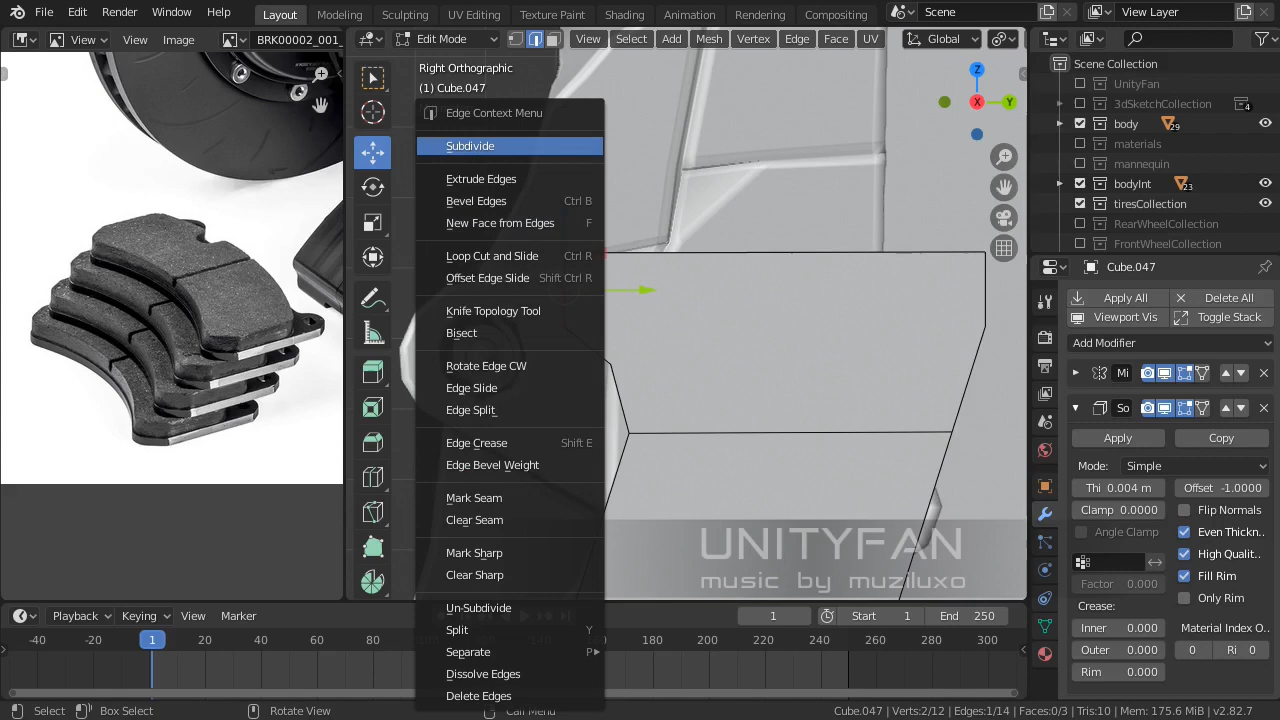 File Edit Render Window Help
Layout Modeling Sculpting UV Editing Texture Paint Shading Animation Rendering Compositing
Scene
View Layer
View View Image BRK00002_001_
Edit Mode
View Select Add Mesh Vertex Edge Face UV
Global
Right Orthographic
(1) Cube.047
Z
X
Y
Edge Context Menu
Subdivide
Extrude Edges
Bevel Edges Ctrl B
New Face from Edges F
Loop Cut and Slide Ctrl R
Offset Edge Slide Shift Ctrl R
Knife Topology Tool
Bisect
Rotate Edge CW
Edge Slide
Edge Split
Edge Crease Shift E
Edge Bevel Weight
Mark Seam
Clear Seam
Mark Sharp
Clear Sharp
Un-Subdivide
Split Y
Separate P
Dissolve Edges
Delete Edges
UNITYFAN
music by muziluxo
Scene Collection
UnityFan
3dSketchCollection 4
body 29
materials
mannequin
bodyInt 23
tiresCollection
RearWheelCollection
FrontWheelCollection
Cube.047
Apply All Delete All
Viewport Vis Toggle Stack
Add Modifier
Mi
So
Apply Copy
Mode: Simple
Thi 0.004 m Offset -1.0000
Clamp 0.0000 Flip Normals
Angle Clamp Even Thickn..
High Qualit..
Factor 0.000 Fill Rim
Crease: Only Rim
Inner 0.000 Material Index O..
Outer 0.000 0 Ri 0
Rim 0.000
Playback Keying View Marker
1 Start 1 End 250
-40 -20 1 20 40 60 80 180 200 220 240 260 280 300
Select Box Select Rotate View Call Menu
Cube.047 | Verts:2/12 | Edges:1/14 | Faces:0/3 | Tris:10 | Mem: 175.6 MiB | v2.82.7